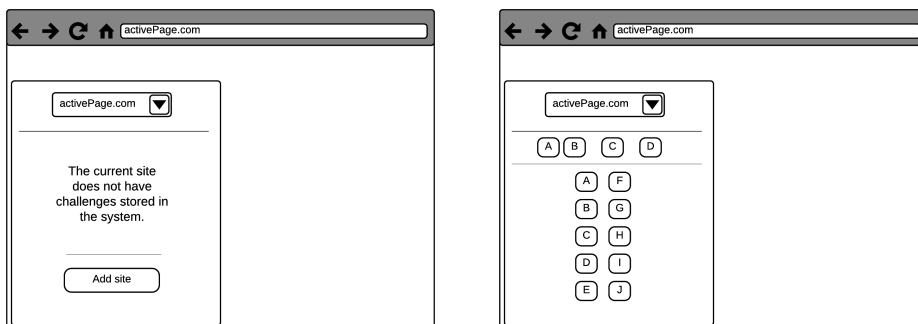 activePage.com
activePage.com
The current site
does not have
challenges stored in
the system.
Add site
activePage.com
activePage.com
A B C D
A F
B G
C H
D I
E J